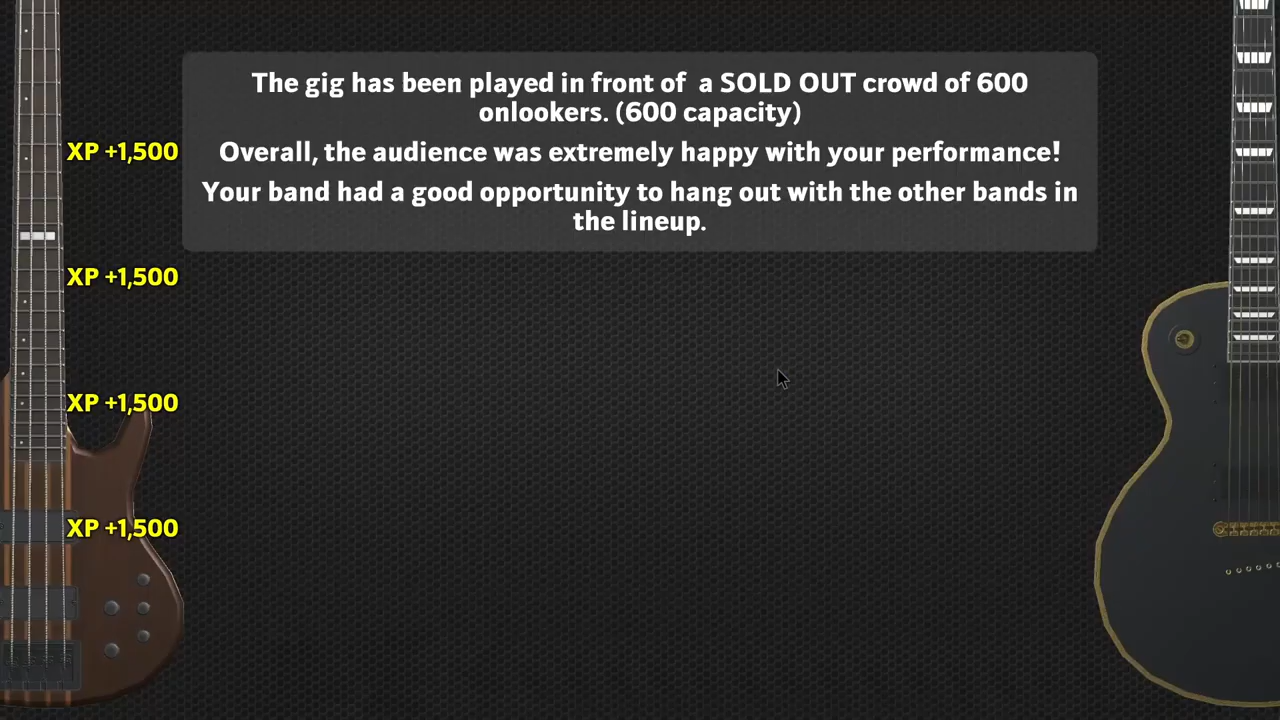 The gig has been played in front of  a SOLD OUT crowd of 600
onlookers. (600 capacity)
XP +1,500
Overall, the audience was extremely happy with your performance!
Your band had a good opportunity to hang out with the other bands in
the lineup.
XP +1,500
XP +1,500
XP +1,500